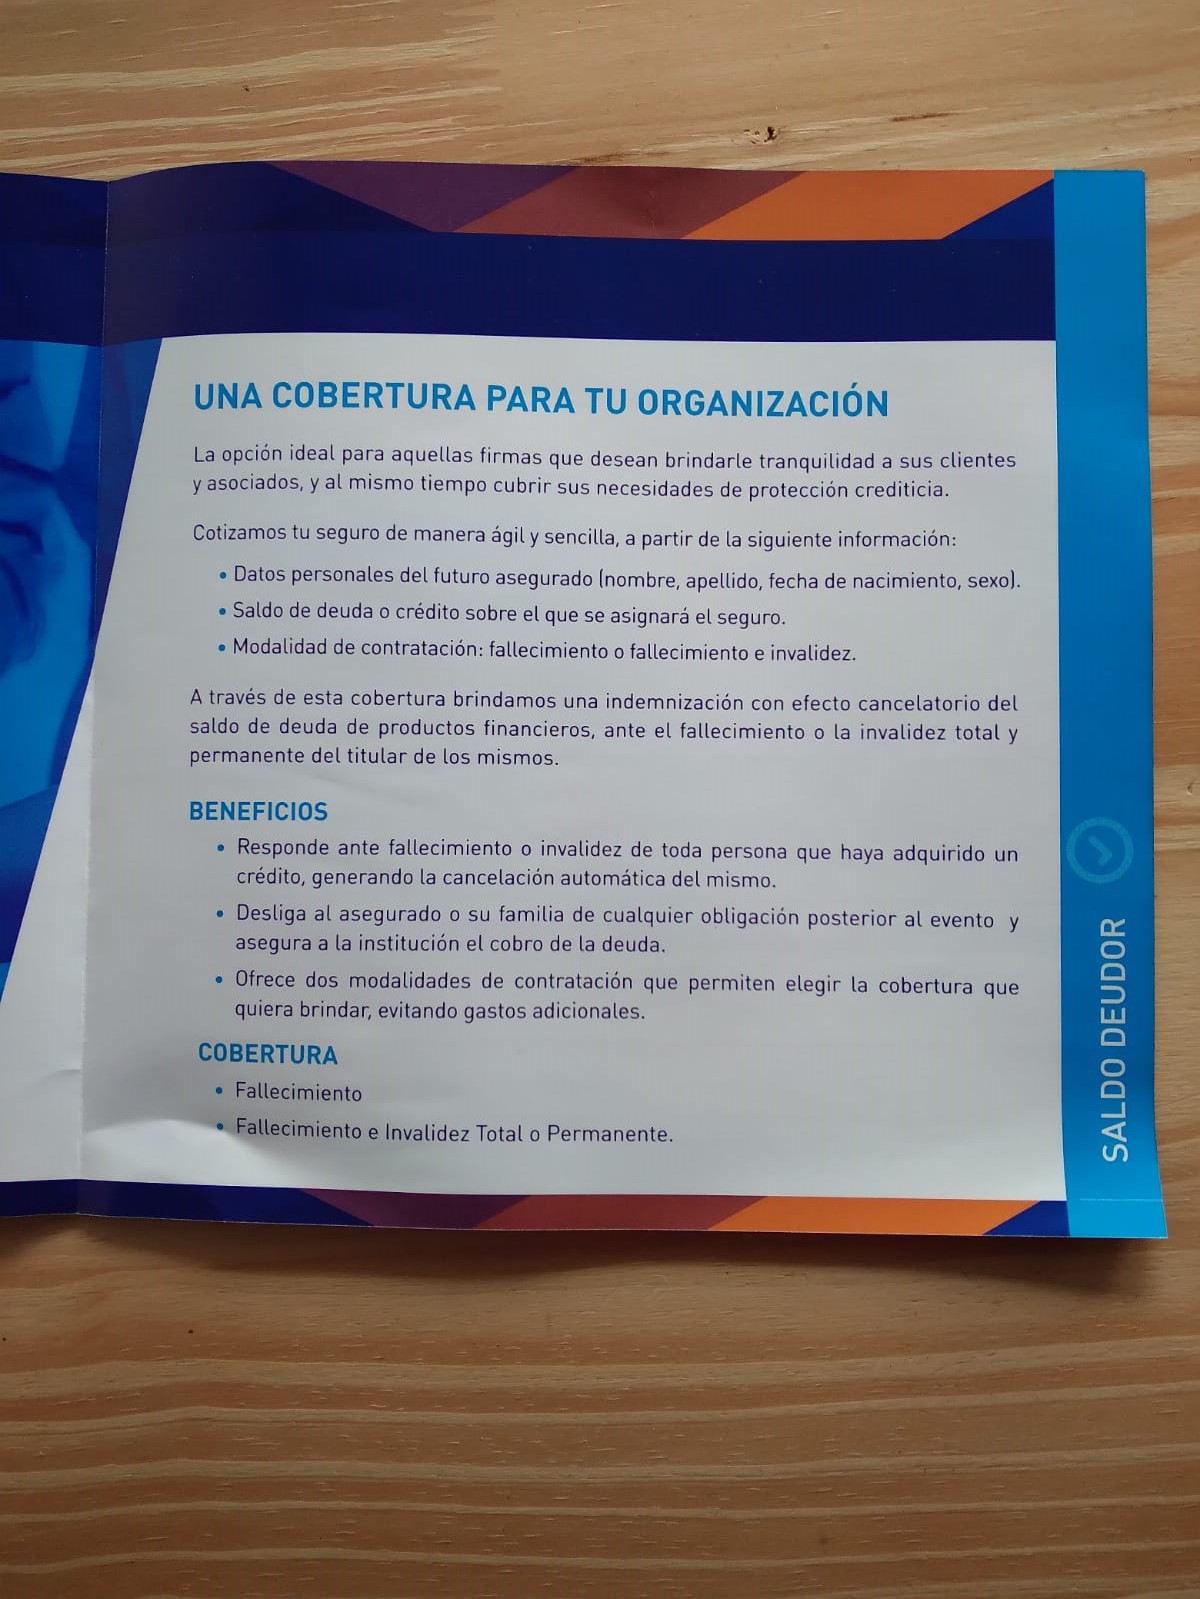 UNA COBERTURA PARA TU ORGANIZACIÓN
La opción ideal para aquellas firmas que desean brindarle tranquilidad a sus clientes
y asociados, y al mismo tiempo cubrir sus necesidades de protección crediticia.
Cotizamos tu seguro de manera ágil y sencilla, a partir de la siguiente información:
• Datos personales del futuro asegurado (nombre, apellido, fecha de nacimiento, sexo).
• Saldo de deuda o crédito sobre el que se asignará el seguro.
• Modalidad de contratación: fallecimiento o fallecimiento e invalidez.
A través de esta cobertura brindamos una indemnización con efecto cancelatorio del
saldo de deuda de productos financieros, ante el fallecimiento o la invalidez total y
permanente del titular de los mismos.
BENEFICIOS
• Responde ante fallecimiento o invalidez de toda persona que haya adquirido un
crédito, generando la cancelación automática del mismo.
• Desliga al asegurado o su familia de cualquier obligación posterior al evento y
asegura a la institución el cobro de la deuda.
• Ofrece dos modalidades de contratación que permiten elegir la cobertura que
quiera brindar, evitando gastos adicionales.
COBERTURA
• Fallecimiento
• Fallecimiento e Invalidez Total o Permanente.
SALDO DEUDOR